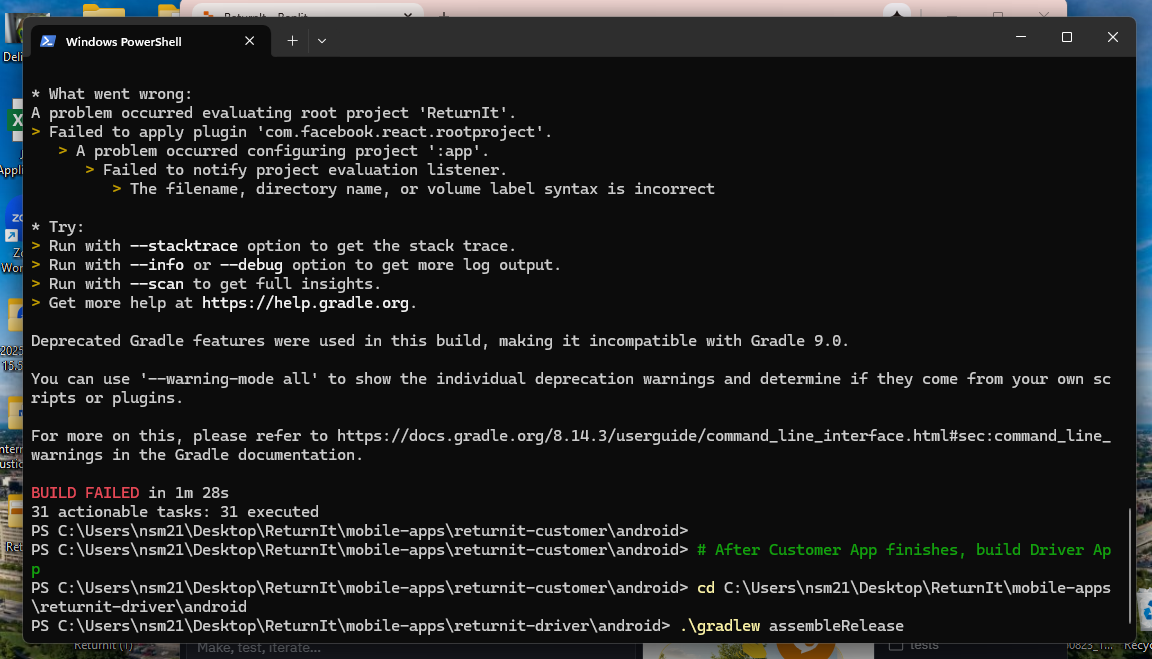 Windows PowerShell
* What went wrong:
A problem occurred evaluating root project 'ReturnIt'.
> Failed to apply plugin 'com.facebook.react.rootproject'.
> A problem occurred configuring project ':app'.
> Failed to notify project evaluation listener.
> The filename, directory name, or volume label syntax is incorrect
* Try:
> Run with --stacktrace option to get the stack trace.
> Run with --info or --debug option to get more log output.
> Run with --scan to get full insights.
> Get more help at https://help.gradle.org.
Deprecated Gradle features were used in this build, making it incompatible with Gradle 9.0.
You can use '--warning-mode all' to show the individual deprecation warnings and determine if they come from your own sc
ripts or plugins.
For more on this, please refer to https://docs.gradle.org/8.14.3/userguide/command_line_interface.html#sec:command_line_
warnings in the Gradle documentation.
BUILD FAILED in 1m 28s
31 actionable tasks: 31 executed
PS C:\Users\nsm21\Desktop\ReturnIt\mobile-apps\returnit-customer\android>
PS C:\Users\nsm21\Desktop\ReturnIt\mobile-apps\returnit-customer\android> # After Customer App finishes, build Driver Ap
p
PS C:\Users\nsm21\Desktop\ReturnIt\mobile-apps\returnit-customer\android> cd C:\Users\nsm21\Desktop\ReturnIt\mobile-apps
\returnit-driver\android
PS C:\Users\nsm21\Desktop\ReturnIt\mobile-apps\returnit-driver\android> .\gradlew assembleRelease
Make, test, iterate...
tests